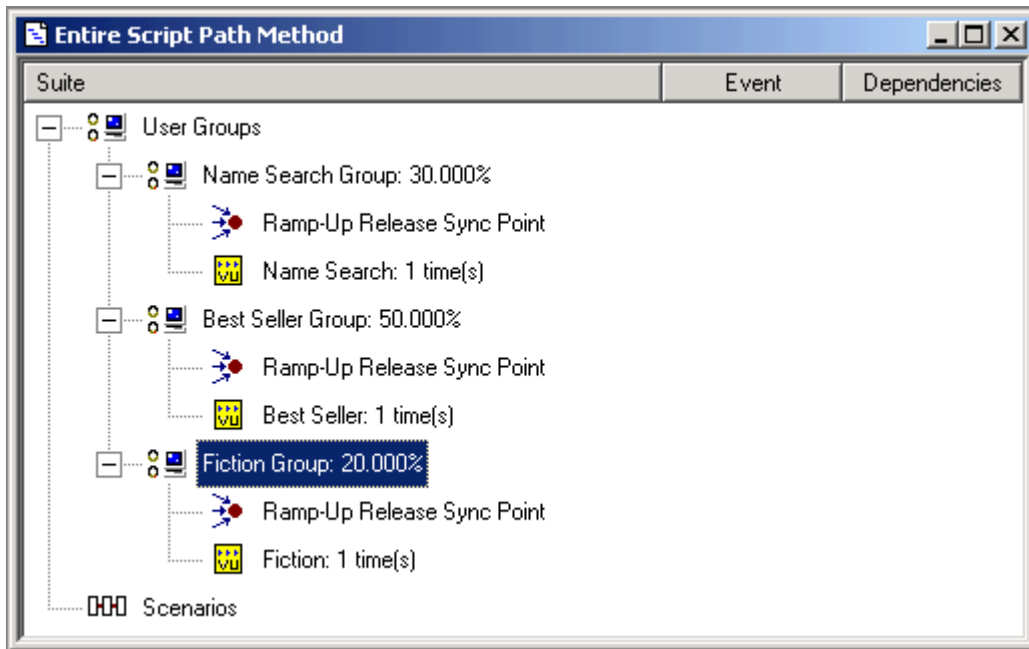 Entire Script Path Method
Suite Event Dependencies
User Groups
Name Search Group: 30.000%
Ramp-Up Release Sync Point
Name Search: 1 time(s)
Best Seller Group: 50.000%
Ramp-Up Release Sync Point
Best Seller: 1 time(s)
Fiction Group: 20.000%
Ramp-Up Release Sync Point
Fiction: 1 time(s)
Scenarios